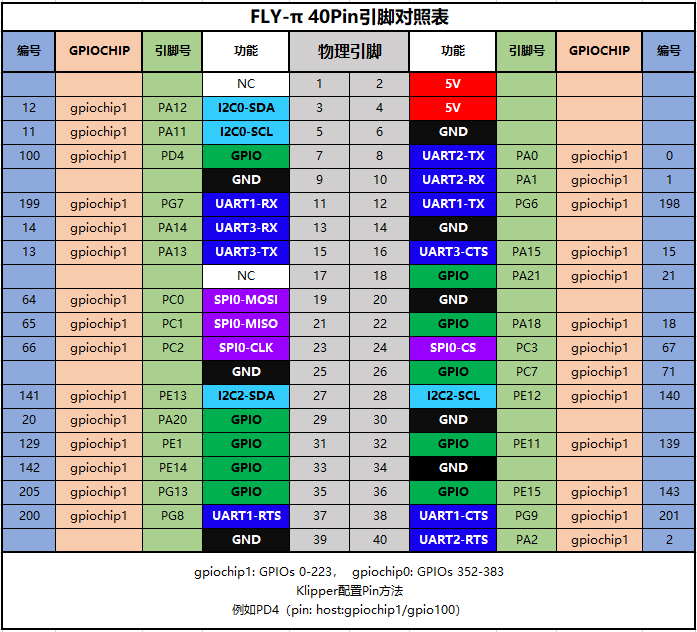 FLY-π 40Pin引脚对照表
编号 GPIOCHIP 引脚号 功能 物理引脚 功能 引脚号 GPIOCHIP 编号
NC 1 2 5V
12 gpiochip1 PA12 I2C0-SDA 3 4 5V
11 gpiochip1 PA11 I2C0-SCL 5 6 GND
100 gpiochip1 PD4 GPIO 7 8 UART2-TX PA0 gpiochip1 0
GND 9 10 UART2-RX PA1 gpiochip1 1
199 gpiochip1 PG7 UART1-RX 11 12 UART1-TX PG6 gpiochip1 198
14 gpiochip1 PA14 UART3-RX 13 14 GND
13 gpiochip1 PA13 UART3-TX 15 16 UART3-CTS PA15 gpiochip1 15
NC 17 18 GPIO PA21 gpiochip1 21
64 gpiochip1 PC0 SPI0-MOSI 19 20 GND
65 gpiochip1 PC1 SPI0-MISO 21 22 GPIO PA18 gpiochip1 18
66 gpiochip1 PC2 SPI0-CLK 23 24 SPI0-CS PC3 gpiochip1 67
GND 25 26 GPIO PC7 gpiochip1 71
141 gpiochip1 PE13 I2C2-SDA 27 28 I2C2-SCL PE12 gpiochip1 140
20 gpiochip1 PA20 GPIO 29 30 GND
129 gpiochip1 PE1 GPIO 31 32 GPIO PE11 gpiochip1 139
142 gpiochip1 PE14 GPIO 33 34 GND
205 gpiochip1 PG13 GPIO 35 36 GPIO PE15 gpiochip1 143
200 gpiochip1 PG8 UART1-RTS 37 38 UART1-CTS PG9 gpiochip1 201
GND 39 40 UART2-RTS PA2 gpiochip1 2
gpiochip1: GPIOs 0-223, gpiochip0: GPIOs 352-383
Klipper配置Pin方法
例如PD4（pin: host:gpiochip1/gpio100）